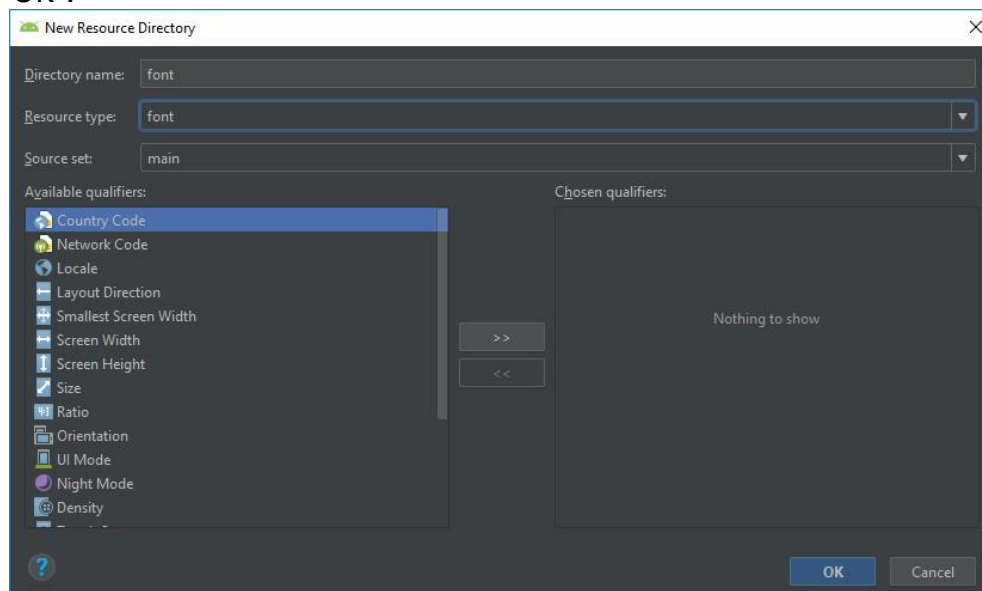 New Resource Directory
Directory name: font
Resource type: font
Source set: main
Available qualifiers:
Chosen qualifiers:
Country Code
Network Code
Locale
Layout Direction
Smallest Screen Width
Screen Width
Screen Height
Size
Ratio
Orientation
UI Mode
Night Mode
Density
>>
<<
Nothing to show
?
OK
Cancel